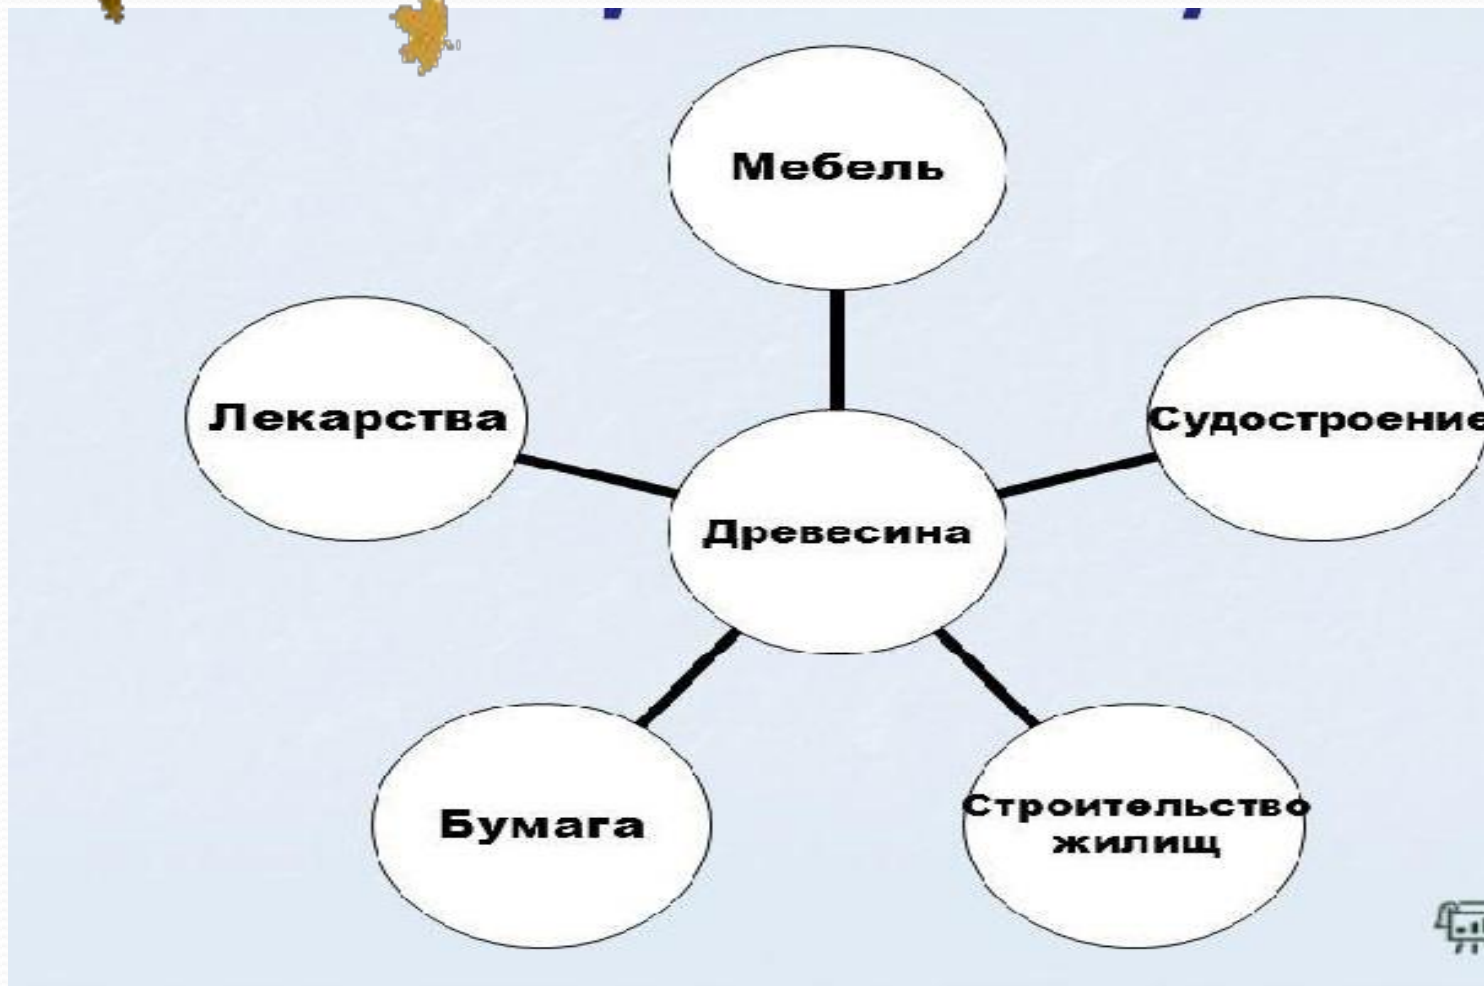 Мебель
Лекарства
Судостроение
Древесина
Бумага
Строительство
жилищ